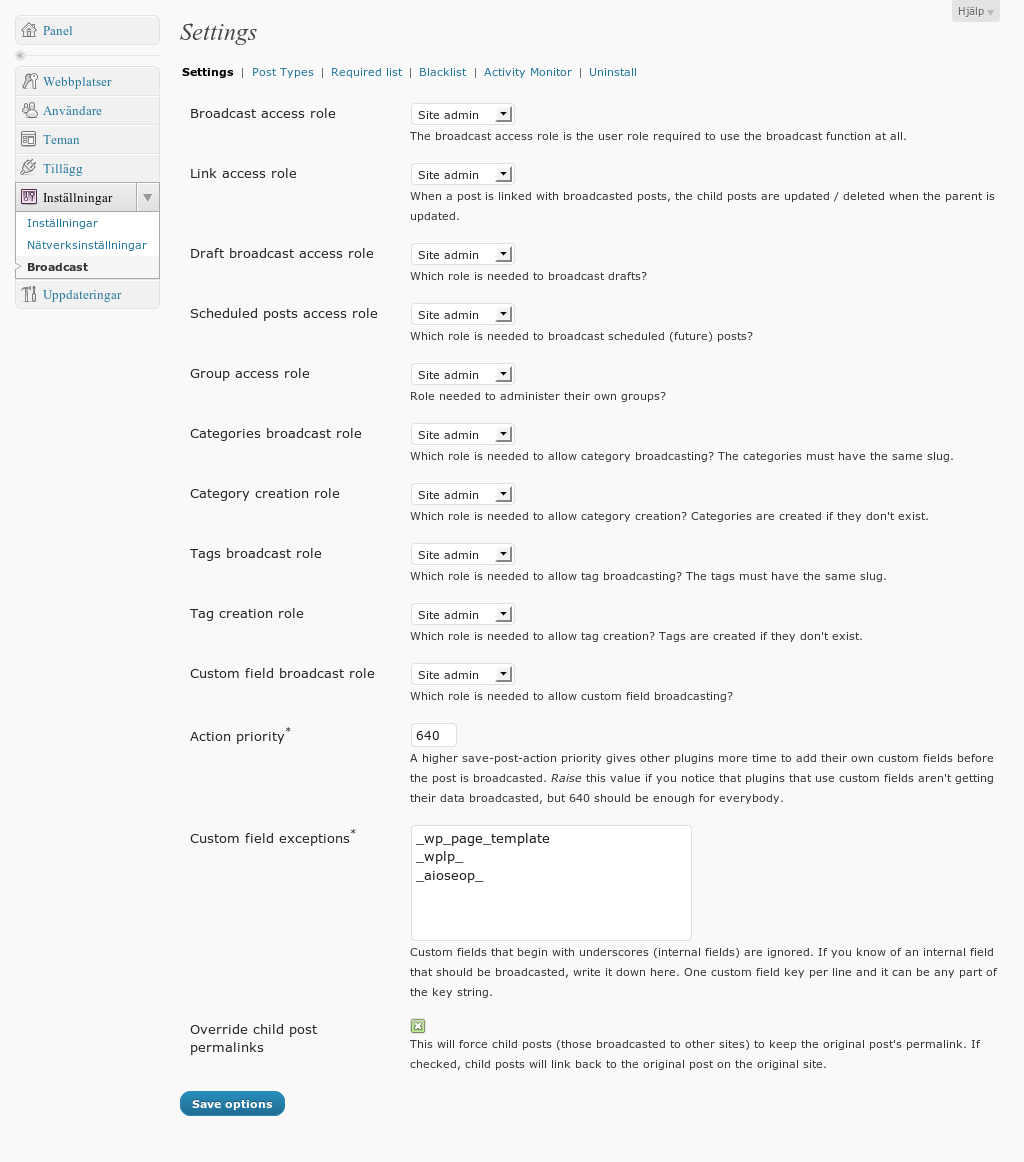 Hjälp
Panel
«
Webbplatser
Användare
Teman
Tillägg
Inställningar
Inställningar
Nätverksinställningar
Broadcast
Uppdateringar
Settings
Settings | Post Types | Required list | Blacklist | Activity Monitor | Uninstall
Broadcast access role
Site admin
The broadcast access role is the user role required to use the broadcast function at all.
Link access role
Site admin
When a post is linked with broadcasted posts, the child posts are updated / deleted when the parent is
updated.
Draft broadcast access role
Site admin
Which role is needed to broadcast drafts?
Scheduled posts access role
Site admin
Which role is needed to broadcast scheduled (future) posts?
Group access role
Site admin
Role needed to administer their own groups?
Categories broadcast role
Site admin
Which role is needed to allow category broadcasting? The categories must have the same slug.
Category creation role
Site admin
Which role is needed to allow category creation? Categories are created if they don't exist.
Tags broadcast role
Site admin
Which role is needed to allow tag broadcasting? The tags must have the same slug.
Tag creation role
Site admin
Which role is needed to allow tag creation? Tags are created if they don't exist.
Custom field broadcast role
Site admin
Which role is needed to allow custom field broadcasting?
Action priority*
640
A higher save-post-action priority gives other plugins more time to add their own custom fields before
the post is broadcasted. Raise this value if you notice that plugins that use custom fields aren't getting
their data broadcasted, but 640 should be enough for everybody.
Custom field exceptions*
_wp_page_template
_wplp_
_aioseop_
Custom fields that begin with underscores (internal fields) are ignored. If you know of an internal field
that should be broadcasted, write it down here. One custom field key per line and it can be any part of
the key string.
Override child post
permalinks
This will force child posts (those broadcasted to other sites) to keep the original post's permalink. If
checked, child posts will link back to the original post on the original site.
Save options